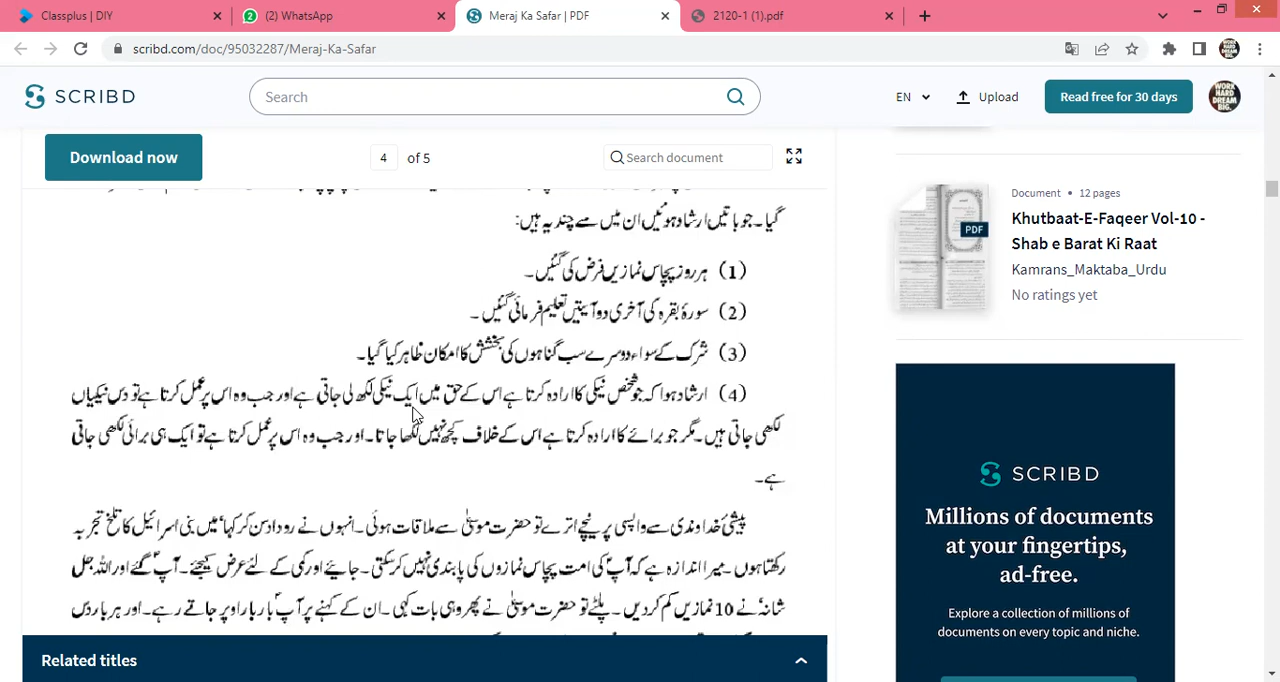 Classplus | DIY
(2) WhatsApp
Meraj Ka Safar | PDF
2120-1 (1).pdf
scribd.com/doc/95032287/Meraj-Ka-Safar
SCRIBD
Search
EN
Upload
Read free for 30 days
WORK HARD DREAM BIG.
Download now
4 of 5
Search document
گیا۔ جو باتیں ارشاد ہوئیں ان میں سے چند یہ ہیں:
(1) ہر روز پچاس نمازیں فرض کی گئیں۔
(2) سورۂ بقرہ کی آخری دو آیتیں تعلیم فرمائی گئیں۔
(3) شرک کے سواء دوسرے سب گناہوں کی بخشش کا امکان ظاہر کیا گیا۔
(4) ارشاد ہوا کہ جو شخص نیکی کا ارادہ کرتا ہے اس کے حق میں ایک نیکی لکھ لی جاتی ہے اور جب وہ اس پر عمل کرتا ہے تو دس نیکیاں
لکھی جاتی ہیں۔ مگر جو برائے کا ارادہ کرتا ہے اس کے خلاف کچھ نہیں لکھا جاتا۔ اور جب وہ اس پر عمل کرتا ہے تو ایک ہی برائی لکھی جاتی
ہے۔
پیشیٔ خداوندی سے واپسی پر نیچے اترے تو حضرت موسیٰ سے ملاقات ہوئی۔ انہوں نے روداد سن کر کہا، میں بنی اسرائیل کا تلخ تجربہ
رکھتا ہوں۔ میرا اندازہ ہے کہ آپؐ کی امت پچاس نمازوں کی پابندی نہیں کر سکتی۔ جائیے اور کمی کے لئے عرض کیجئے۔ آپؐ گئے اور اللہ جل
شانہٗ نے 10 نمازیں کم کر دیں۔ پلٹے تو حضرت موسیٰ نے پھر وہی بات کہی۔ ان کے کہنے پر آپؐ بار بار اوپر جاتے رہے۔ اور ہر بار دس
Related titles
Document • 12 pages
Khutbaat-E-Faqeer Vol-10 -
Shab e Barat Ki Raat
Kamrans_Maktaba_Urdu
No ratings yet
PDF
SCRIBD
Millions of documents
at your fingertips,
ad-free.
Explore a collection of millions of
documents on every topic and niche.